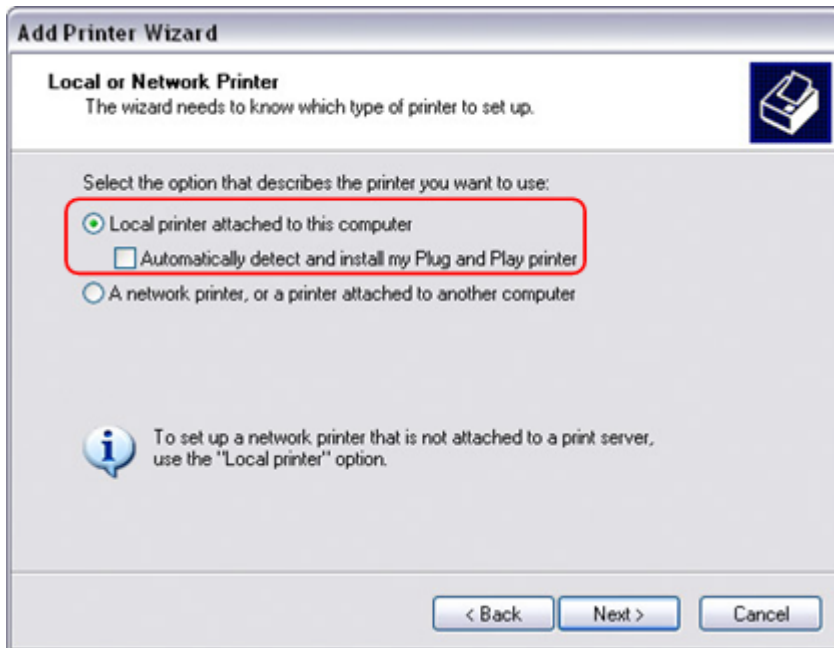 Add Printer Wizard
Local or Network Printer
The wizard needs to know which type of printer to set up.
Select the option that describes the printer you want to use:
Local printer attached to this computer
Automatically detect and install my Plug and Play printer
A network printer, or a printer attached to another computer
To set up a network printer that is not attached to a print server,
use the "Local printer" option.
< Back Next > Cancel